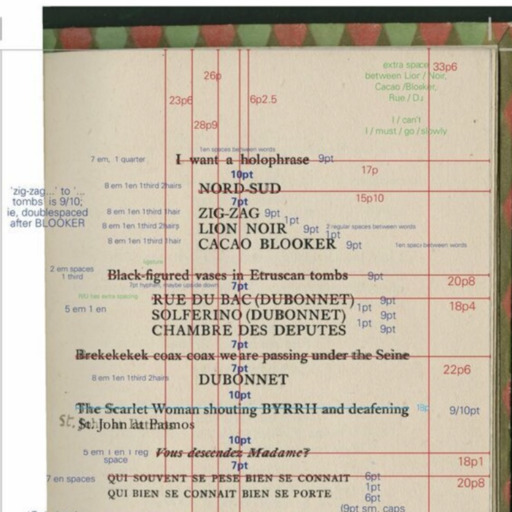 extra space 33p6
between Lior / Noir,
26p
Cacao /Bloeker,
23p6 6p2.5
Rue / Du
I / can't
28p9
I / must / go / slowly
1en spaces between words
7 em, 1 quarter I want a holophrase 9pt
17p
10pt
'zig-zag...' to '...
8 em 1en 1third 2hairs NORD-SUD
tombs is 9/10;
7pt 15p10
ie, doublespaced
8 em 1en 1third 1hair ZIG-ZAG 9pt
1pt
after BLOOKER
8 em 1en 1third 2hairs LION NOIR 9pt 2 regular spaces between words
1pt
8 em 1en 1third 1hair CACAO BLOOKER 9pt 1en spaces between words
ligature
2 em spaces
1 third Black-figured vases in Etruscan tombs 9pt
20p8
7pt
RUE DU BAC (DUBONNET) 9pt
1pt 18p4
5 em 1 en SOLFERINO (DUBONNET) 9pt
1pt
CHAMBRE DES DEPUTES 9pt
7pt
Brekekekek coax coax we are passing under the Seine
7pt 22p6
8 em 1en 1third 2hairs DUBONNET
10pt
The Scarlet Woman shouting BYRRH and deafening 9/10pt
St. John at Patmos
10pt
5 em 1 en 1 reg
space Vous descendez Madame?
18p1
7pt
7 en spaces QUI SOUVENT SE PESE BIEN SE CONNAIT 6pt
20p8
1pt
QUI BIEN SE CONNAIT BIEN SE PORTE
6pt
(9pt sm. caps